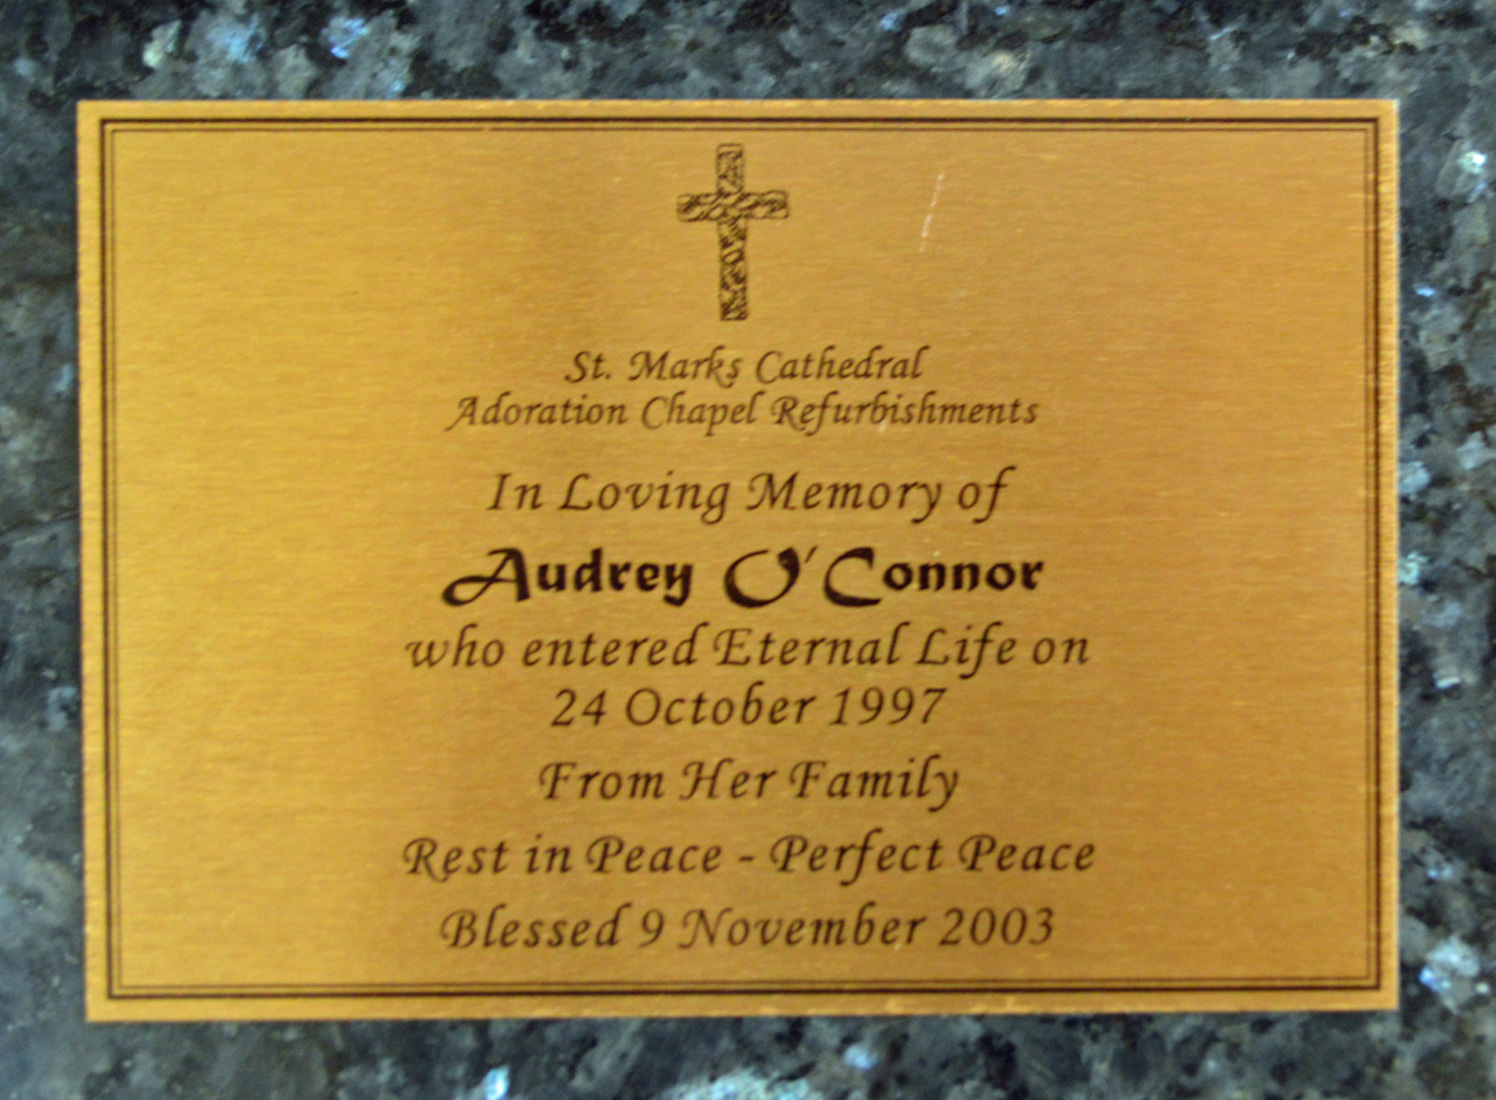 St. Marks Cathedral
Adoration Chapel Refurbishments
In Loving Memory of
Audrey O'Connor
who entered Eternal Life on
24 October 1997
From Her Family
Rest in Peace - Perfect Peace
Blessed 9 November 2003